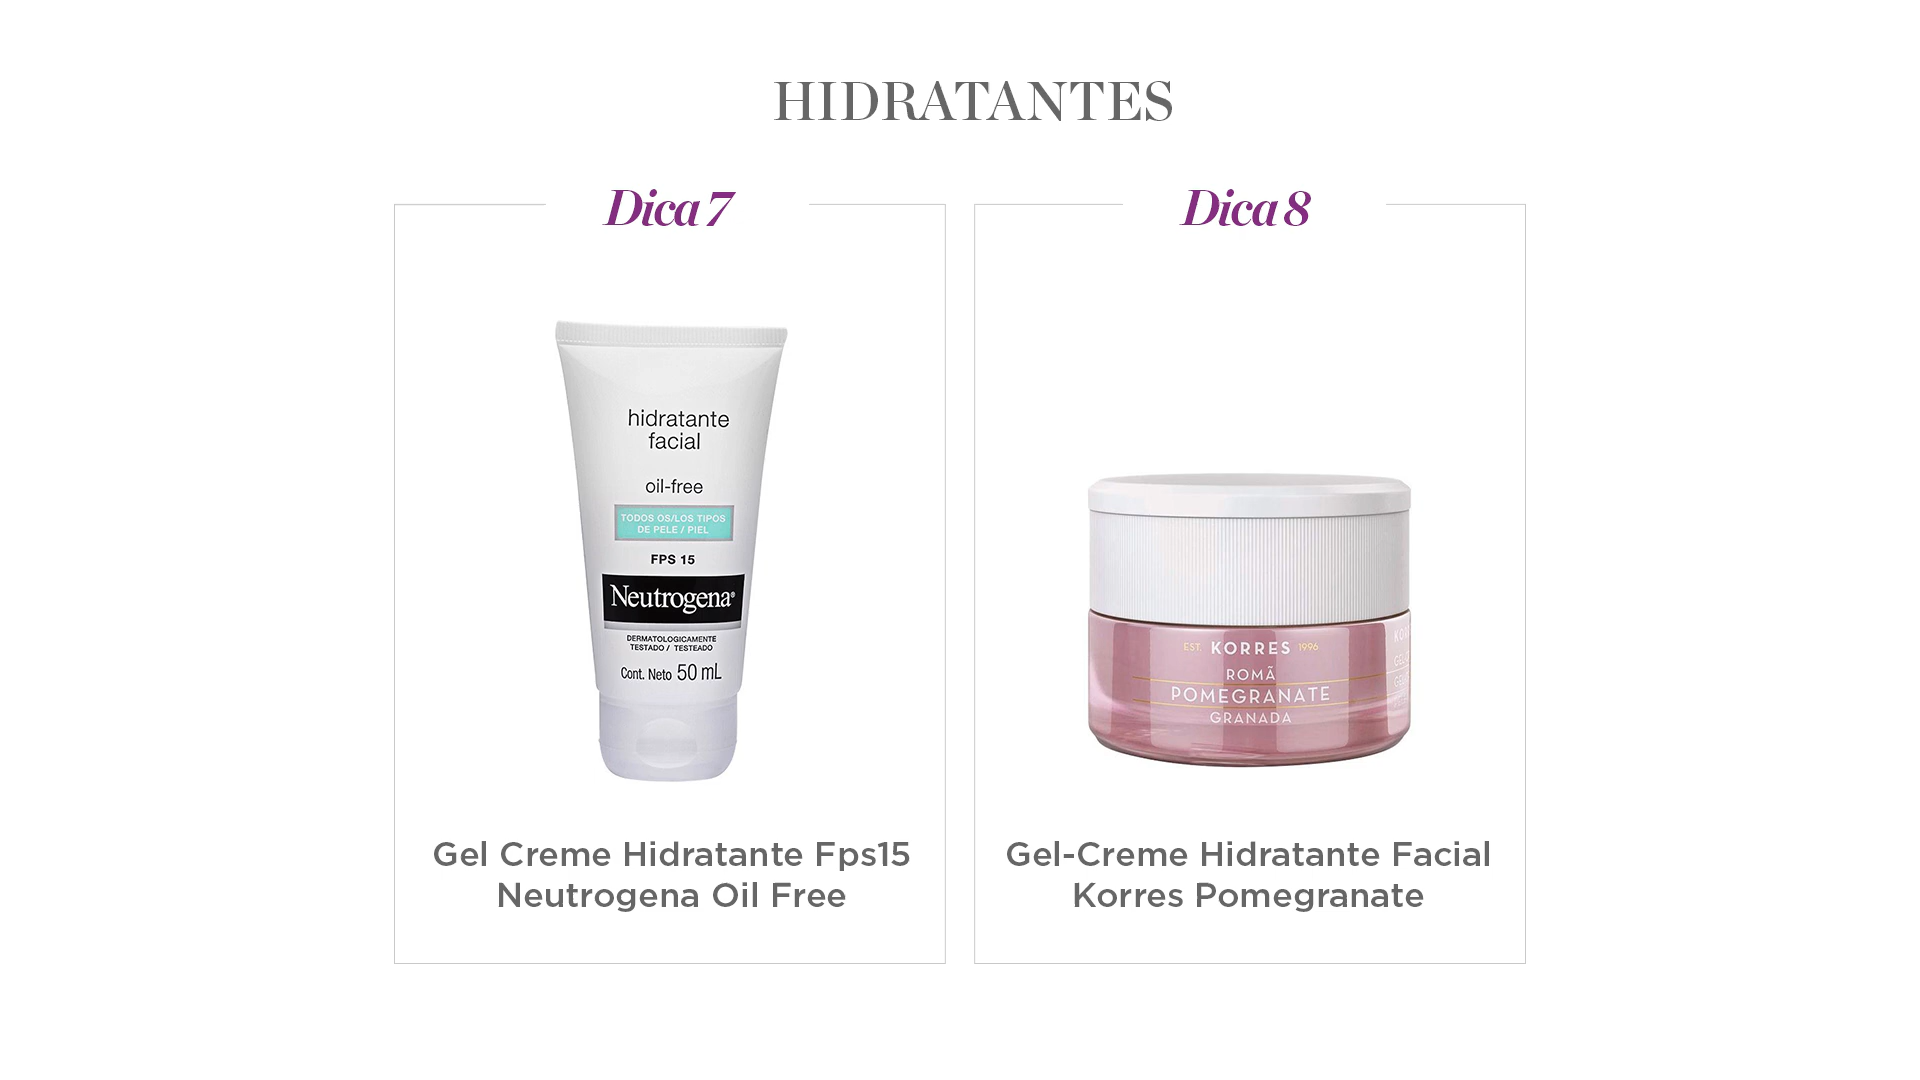 HIDRATANTES
Dica 7
hidratante
facial
oil-free
TODOS OS/LOS TIPOS
DE PELE / PIEL
FPS 15
Neutrogena®
DERMATOLOGICAMENTE
TESTADO / TESTEADO
Cont. Neto 50 mL
Gel Creme Hidratante Fps15
Neutrogena Oil Free
Dica 8
EST. KORRES 1996
ROMÃ
POMEGRANATE
GRANADA
Gel-Creme Hidratante Facial
Korres Pomegranate